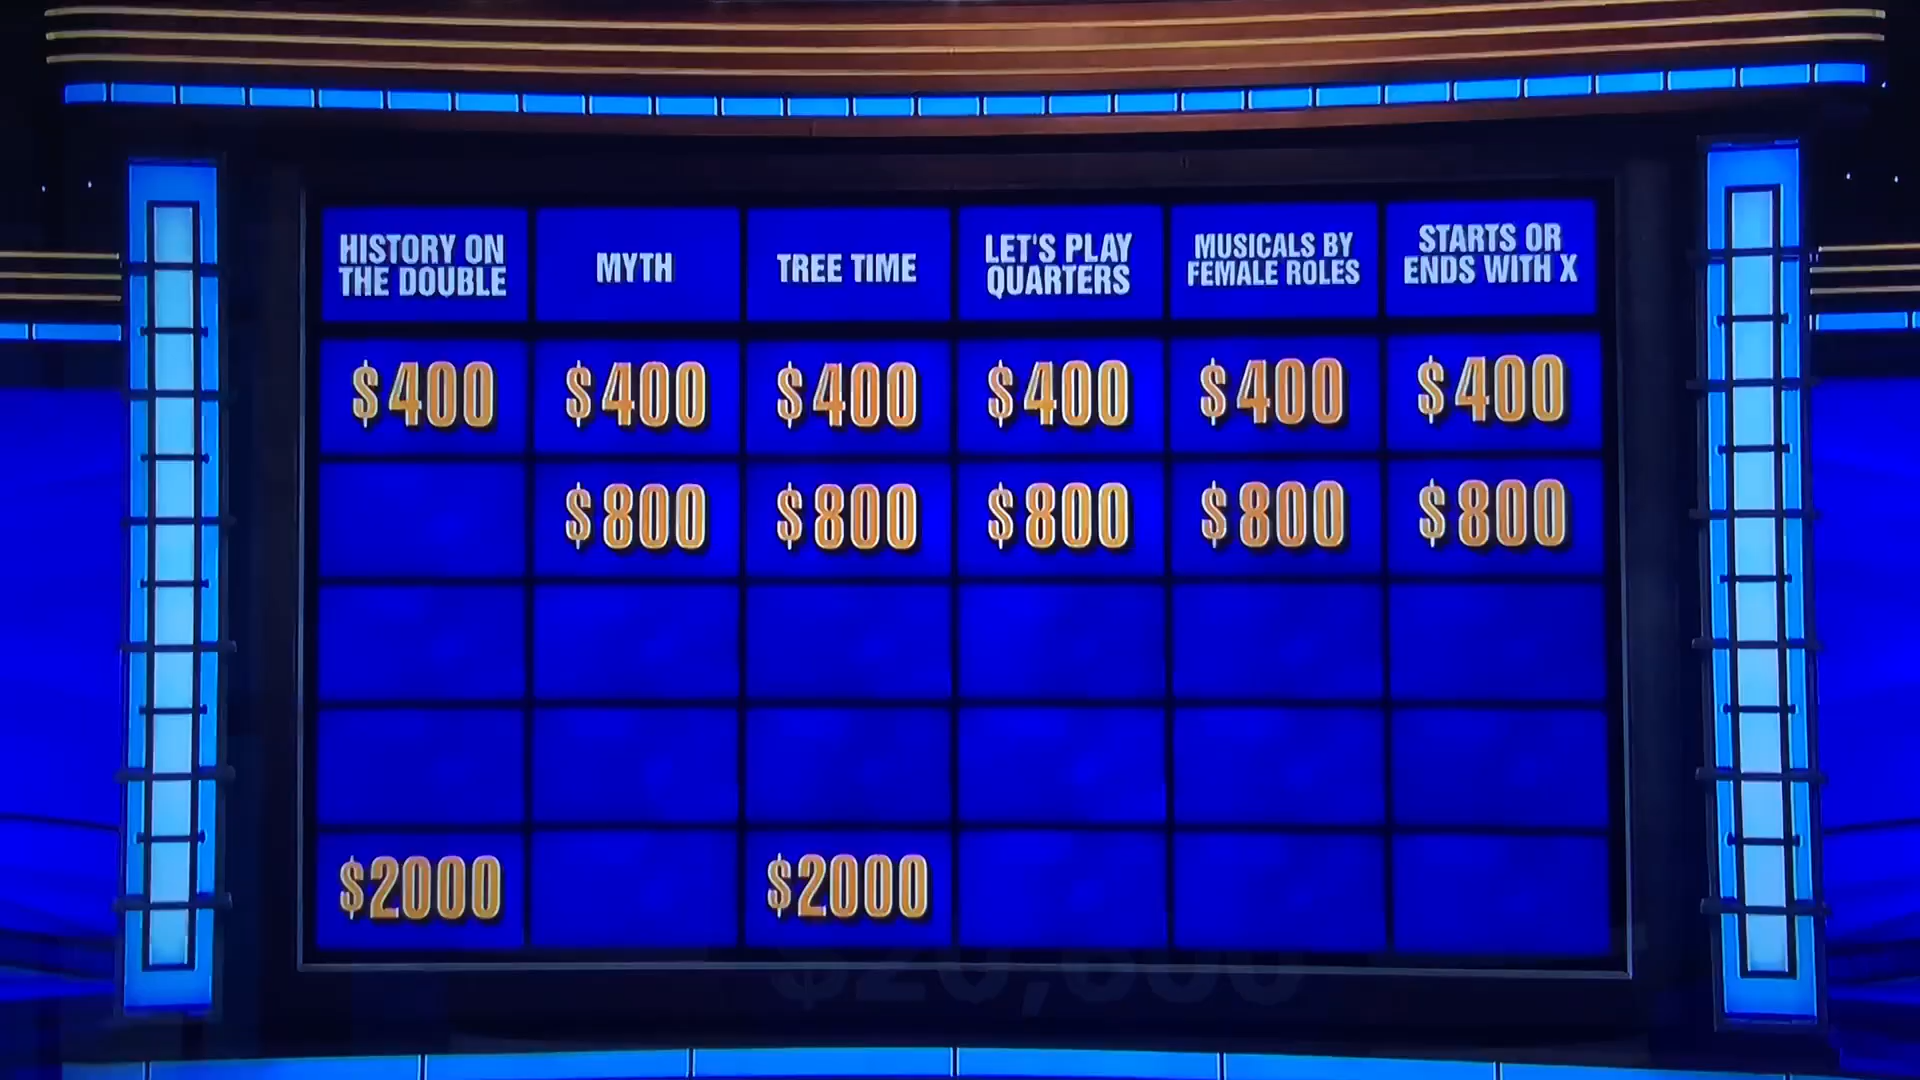 HISTORY ON
THE DOUBLE
MYTH
TREE TIME
LET'S PLAY
QUARTERS
MUSICALS BY
FEMALE ROLES
STARTS OR
ENDS WITH X
$400 $400 $400 $400 $400 $400
$800 $800 $800 $800 $800
$2000 $2000